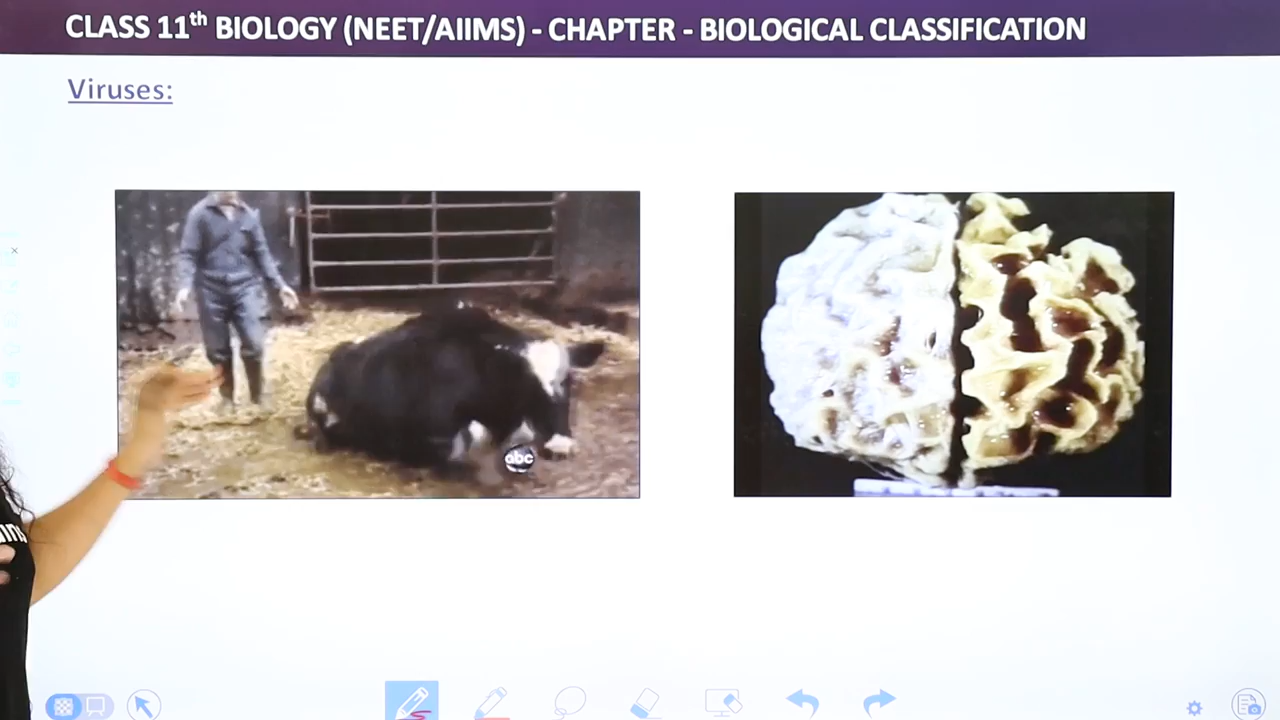 CLASS 11th BIOLOGY (NEET/AIIMS) - CHAPTER - BIOLOGICAL CLASSIFICATION
Viruses:
abc